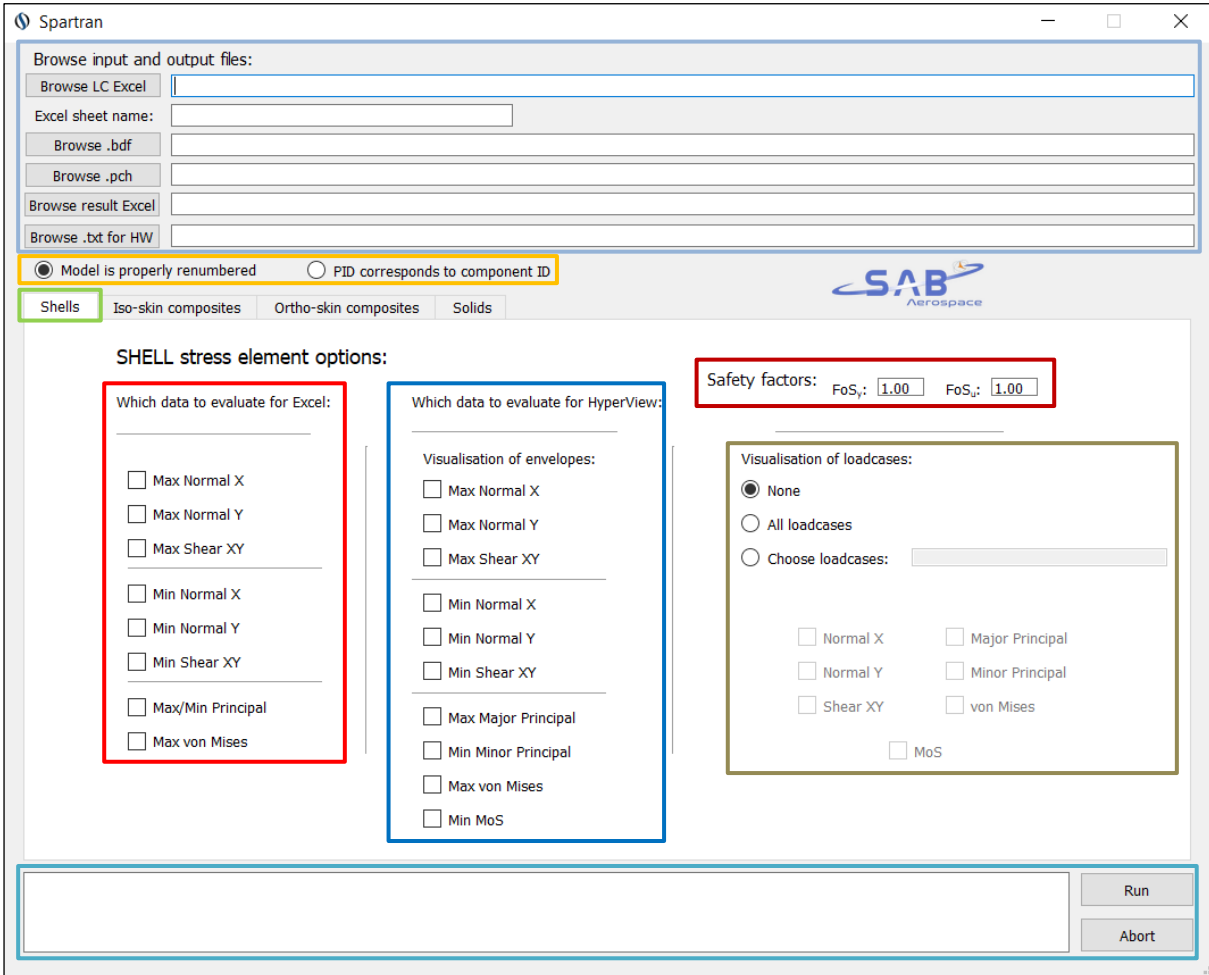 Spartran
Browse input and output files:
Browse LC Excel
Excel sheet name:
Browse .bdf
Browse .pch
Browse result Excel
Browse .txt for HW
Model is properly renumbered PID corresponds to component ID
SAB
Aerospace
Shells Iso-skin composites Ortho-skin composites Solids
SHELL stress element options:
Safety factors: FoSy: 1.00 FoSu: 1.00
Which data to evaluate for Excel:
Max Normal X
Max Normal Y
Max Shear XY
Min Normal X
Min Normal Y
Min Shear XY
Max/Min Principal
Max von Mises
Which data to evaluate for HyperView:
Visualisation of envelopes:
Max Normal X
Max Normal Y
Max Shear XY
Min Normal X
Min Normal Y
Min Shear XY
Max Major Principal
Min Minor Principal
Max von Mises
Min MoS
Visualisation of loadcases:
None
All loadcases
Choose loadcases:
Normal X Major Principal
Normal Y Minor Principal
Shear XY von Mises
MoS
Run
Abort